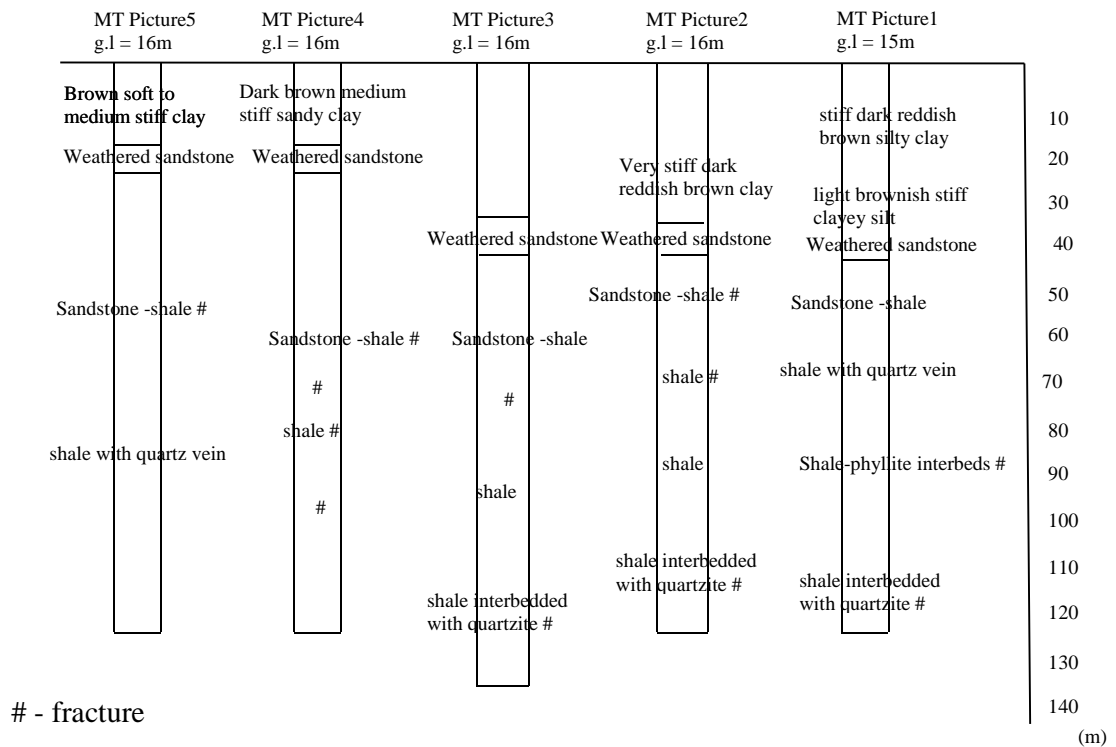 MT Picture5
g.l = 16m
MT Picture4
g.l = 16m
MT Picture3
g.l = 16m
MT Picture2
g.l = 16m
MT Picture1
g.l = 15m
Brown soft to
medium stiff clay
Weathered sandstone
Sandstone -shale #
shale with quartz vein
Dark brown medium
stiff sandy clay
Weathered sandstone
Sandstone -shale #
#
shale #
#
Weathered sandstone
Sandstone -shale
#
shale
shale interbedded
with quartzite #
Very stiff dark
reddish brown clay
Weathered sandstone
Sandstone -shale #
shale #
shale
shale interbedded
with quartzite #
stiff dark reddish
brown silty clay
light brownish stiff
clayey silt
Weathered sandstone
Sandstone -shale
shale with quartz vein
Shale-phyllite interbeds #
shale interbedded
with quartzite #
10
20
30
40
50
60
70
80
90
100
110
120
130
140
(m)
# - fracture